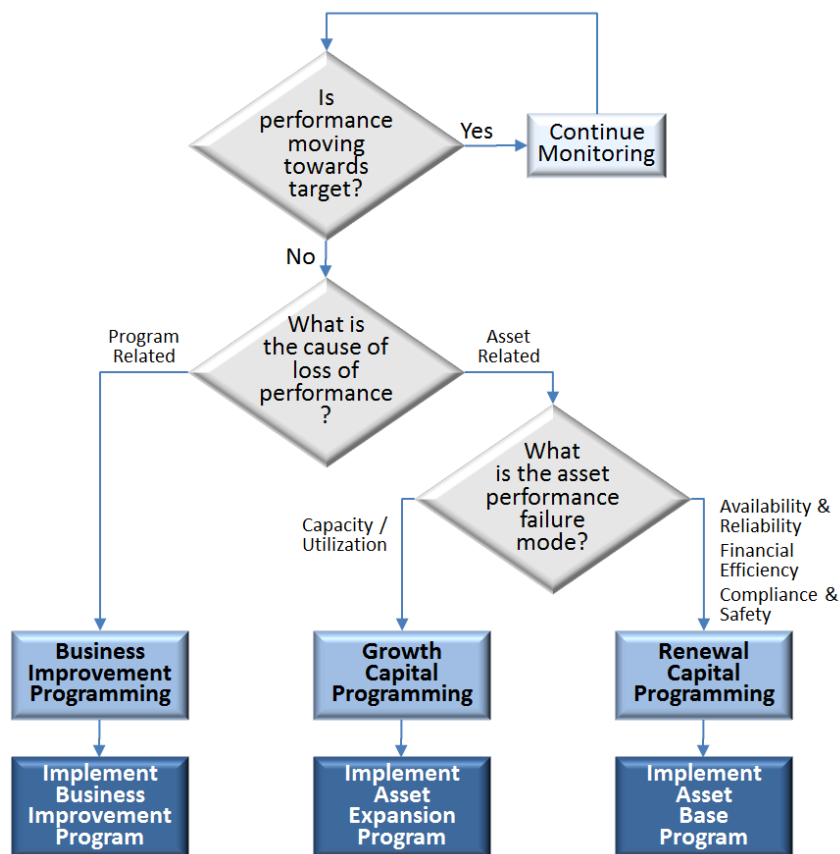 Is
performance
moving
towards
target?
Yes
Continue
Monitoring
No
Program
Related
What is
the cause of
loss of
performance
?
Asset
Related
What
is the asset
performance
failure
mode?
Capacity /
Utilization
Availability &
Reliability
Financial
Efficiency
Compliance &
Safety
Business
Improvement
Programming
Growth
Capital
Programming
Renewal
Capital
Programming
Implement
Business
Improvement
Program
Implement
Asset
Expansion
Program
Implement
Asset
Base
Program